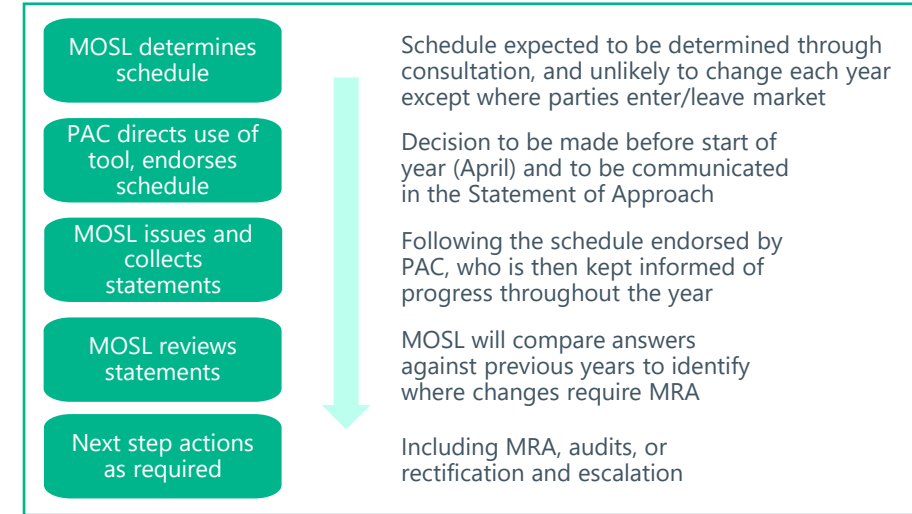 MOSL determines
schedule
Schedule expected to be determined through
consultation, and unlikely to change each year
except where parties enter/leave market
PAC directs use of
tool, endorses
schedule
Decision to be made before start of
year (April) and to be communicated
in the Statement of Approach
MOSL issues and
collects
statements
Following the schedule endorsed by
PAC, who is then kept informed of
progress throughout the year
MOSL reviews
statements
MOSL will compare answers
against previous years to identify
where changes require MRA
Next step actions
as required
Including MRA, audits, or
rectification and escalation